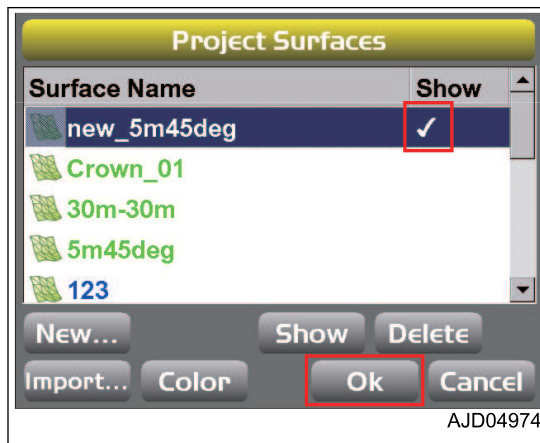 Project Surfaces
Surface Name Show
new_5m45deg ✓
Crown_01
30m-30m
5m45deg
123
New... Show Delete
Import... Color Ok Cancel
AJD04974